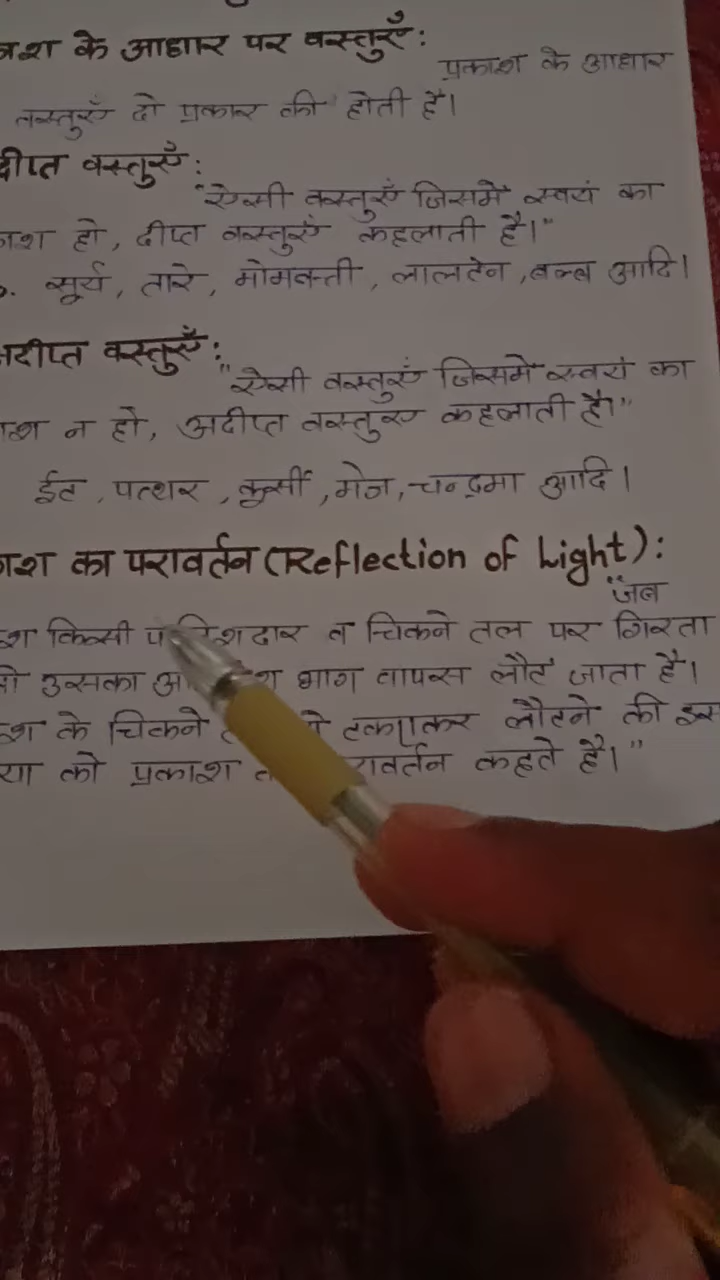 के आधार पर वस्तुएँ:
प्रकाश के आधार
वस्तुएँ दो प्रकार की होती है।
दीप्त वस्तुएँ:
"ऐसी वस्तुएँ जिसमे स्वयं का
हो, दीप्त वस्तुएँ कहलाती है।"
सूर्य, तारे, मोमबत्ती, लालटेन, बल्ब आदि।
अदीप्त वस्तुएँ:
"ऐसी वस्तुएं जिसमे स्वयं का
न हो, अदीप्त वस्तुए कहलाती है।"
ईट, पत्थर, कुर्सी, मेज, चन्द्रमा आदि।
का परावर्तन (Reflection of Light):
"जब
किसी व चिकने तल पर गिरता
उसका भाग वापस लौट जाता है।
के चिकने टकराकर लौटने की इस
को प्रकाश कहते है।"